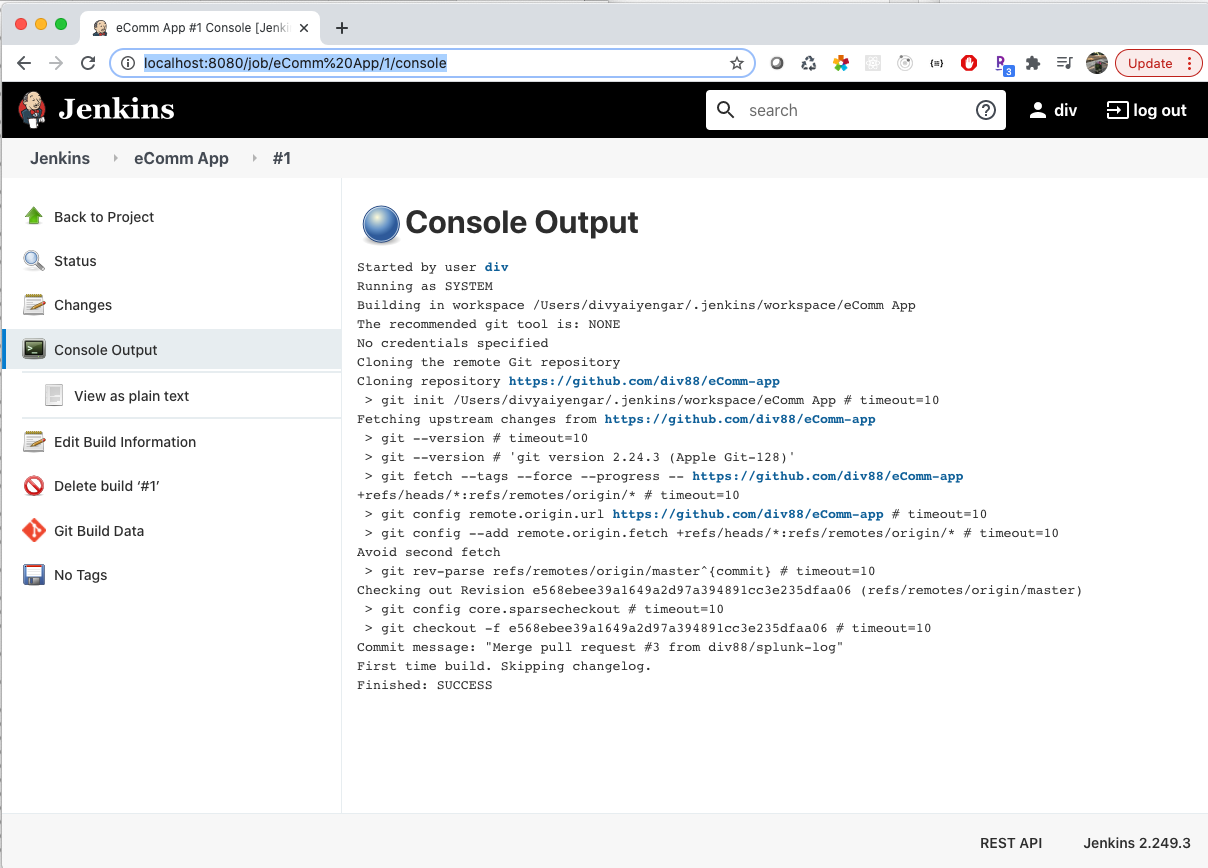 eComm App #1 Console [Jenki
localhost:8080/job/eComm%20App/1/console
{≡}
3
Update
Jenkins
search
div
log out
Jenkins
eComm App
#1
Back to Project
Status
Changes
Console Output
View as plain text
Edit Build Information
Delete build ‘#1’
Git Build Data
No Tags
Console Output
Started by user div
Running as SYSTEM
Building in workspace /Users/divyaiyengar/.jenkins/workspace/eComm App
The recommended git tool is: NONE
No credentials specified
Cloning the remote Git repository
Cloning repository https://github.com/div88/eComm-app
> git init /Users/divyaiyengar/.jenkins/workspace/eComm App # timeout=10
Fetching upstream changes from https://github.com/div88/eComm-app
> git --version # timeout=10
> git --version # 'git version 2.24.3 (Apple Git-128)'
> git fetch --tags --force --progress -- https://github.com/div88/eComm-app
+refs/heads/*:refs/remotes/origin/* # timeout=10
> git config remote.origin.url https://github.com/div88/eComm-app # timeout=10
> git config --add remote.origin.fetch +refs/heads/*:refs/remotes/origin/* # timeout=10
Avoid second fetch
> git rev-parse refs/remotes/origin/master^{commit} # timeout=10
Checking out Revision e568ebee39a1649a2d97a394891cc3e235dfaa06 (refs/remotes/origin/master)
> git config core.sparsecheckout # timeout=10
> git checkout -f e568ebee39a1649a2d97a394891cc3e235dfaa06 # timeout=10
Commit message: "Merge pull request #3 from div88/splunk-log"
First time build. Skipping changelog.
Finished: SUCCESS
REST API
Jenkins 2.249.3